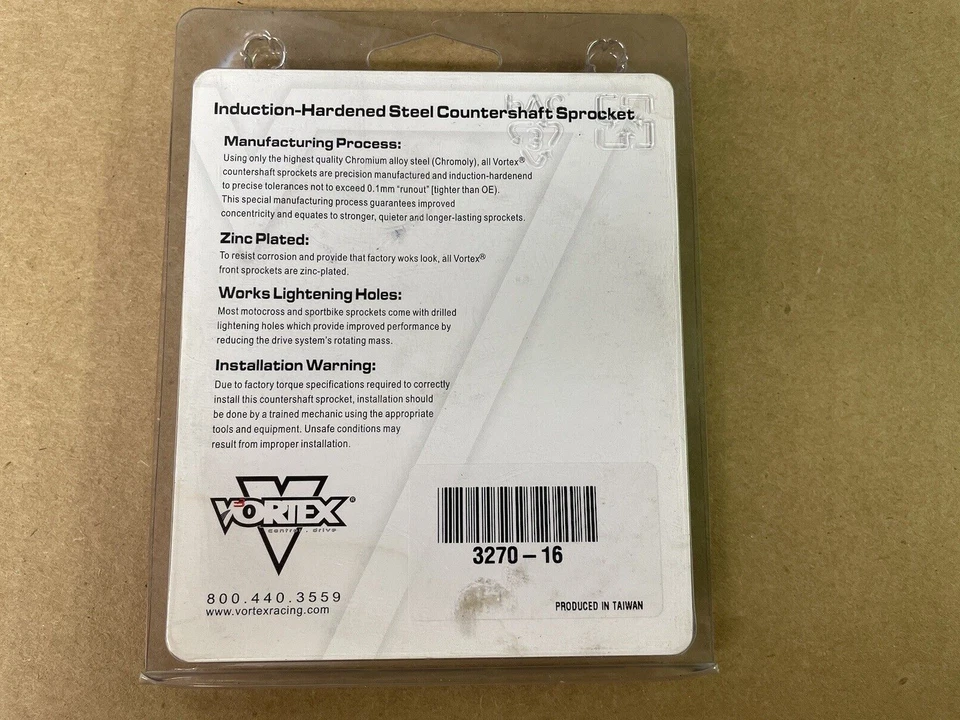 Induction-Hardened Steel Countershaft Sprocket
Manufacturing Process:
Using only the highest quality Chromium alloy steel (Chromoly), all Vortex®
countershaft sprockets are precision manufactured and induction-hardenend
to precise tolerances not to exceed 0.1mm "runout" [tighter than OE).
This special manufacturing process guarantees improved
concentricity and equates to stronger, quieter and longer-lasting sprockets.
Zinc Plated:
To resist corrosion and provide that factory woks look, all Vortex®
front sprockets are zinc-plated.
Works Lightening Holes:
Most motocross and sportbike sprockets come with drilled
lightening holes which provide improved performance by
reducing the drive system's rotating mass.
Installation Warning:
Due to factory torque specifications required to correctly
install this countershaft sprocket, installation should
be done by a trained mechanic using the appropriate
tools and equipment. Unsafe conditions may
result from improper installation.
VORTEX®
control . drive
800.440.3559
www.vortexracing.com
3270-16
PRODUCED IN TAIWAN